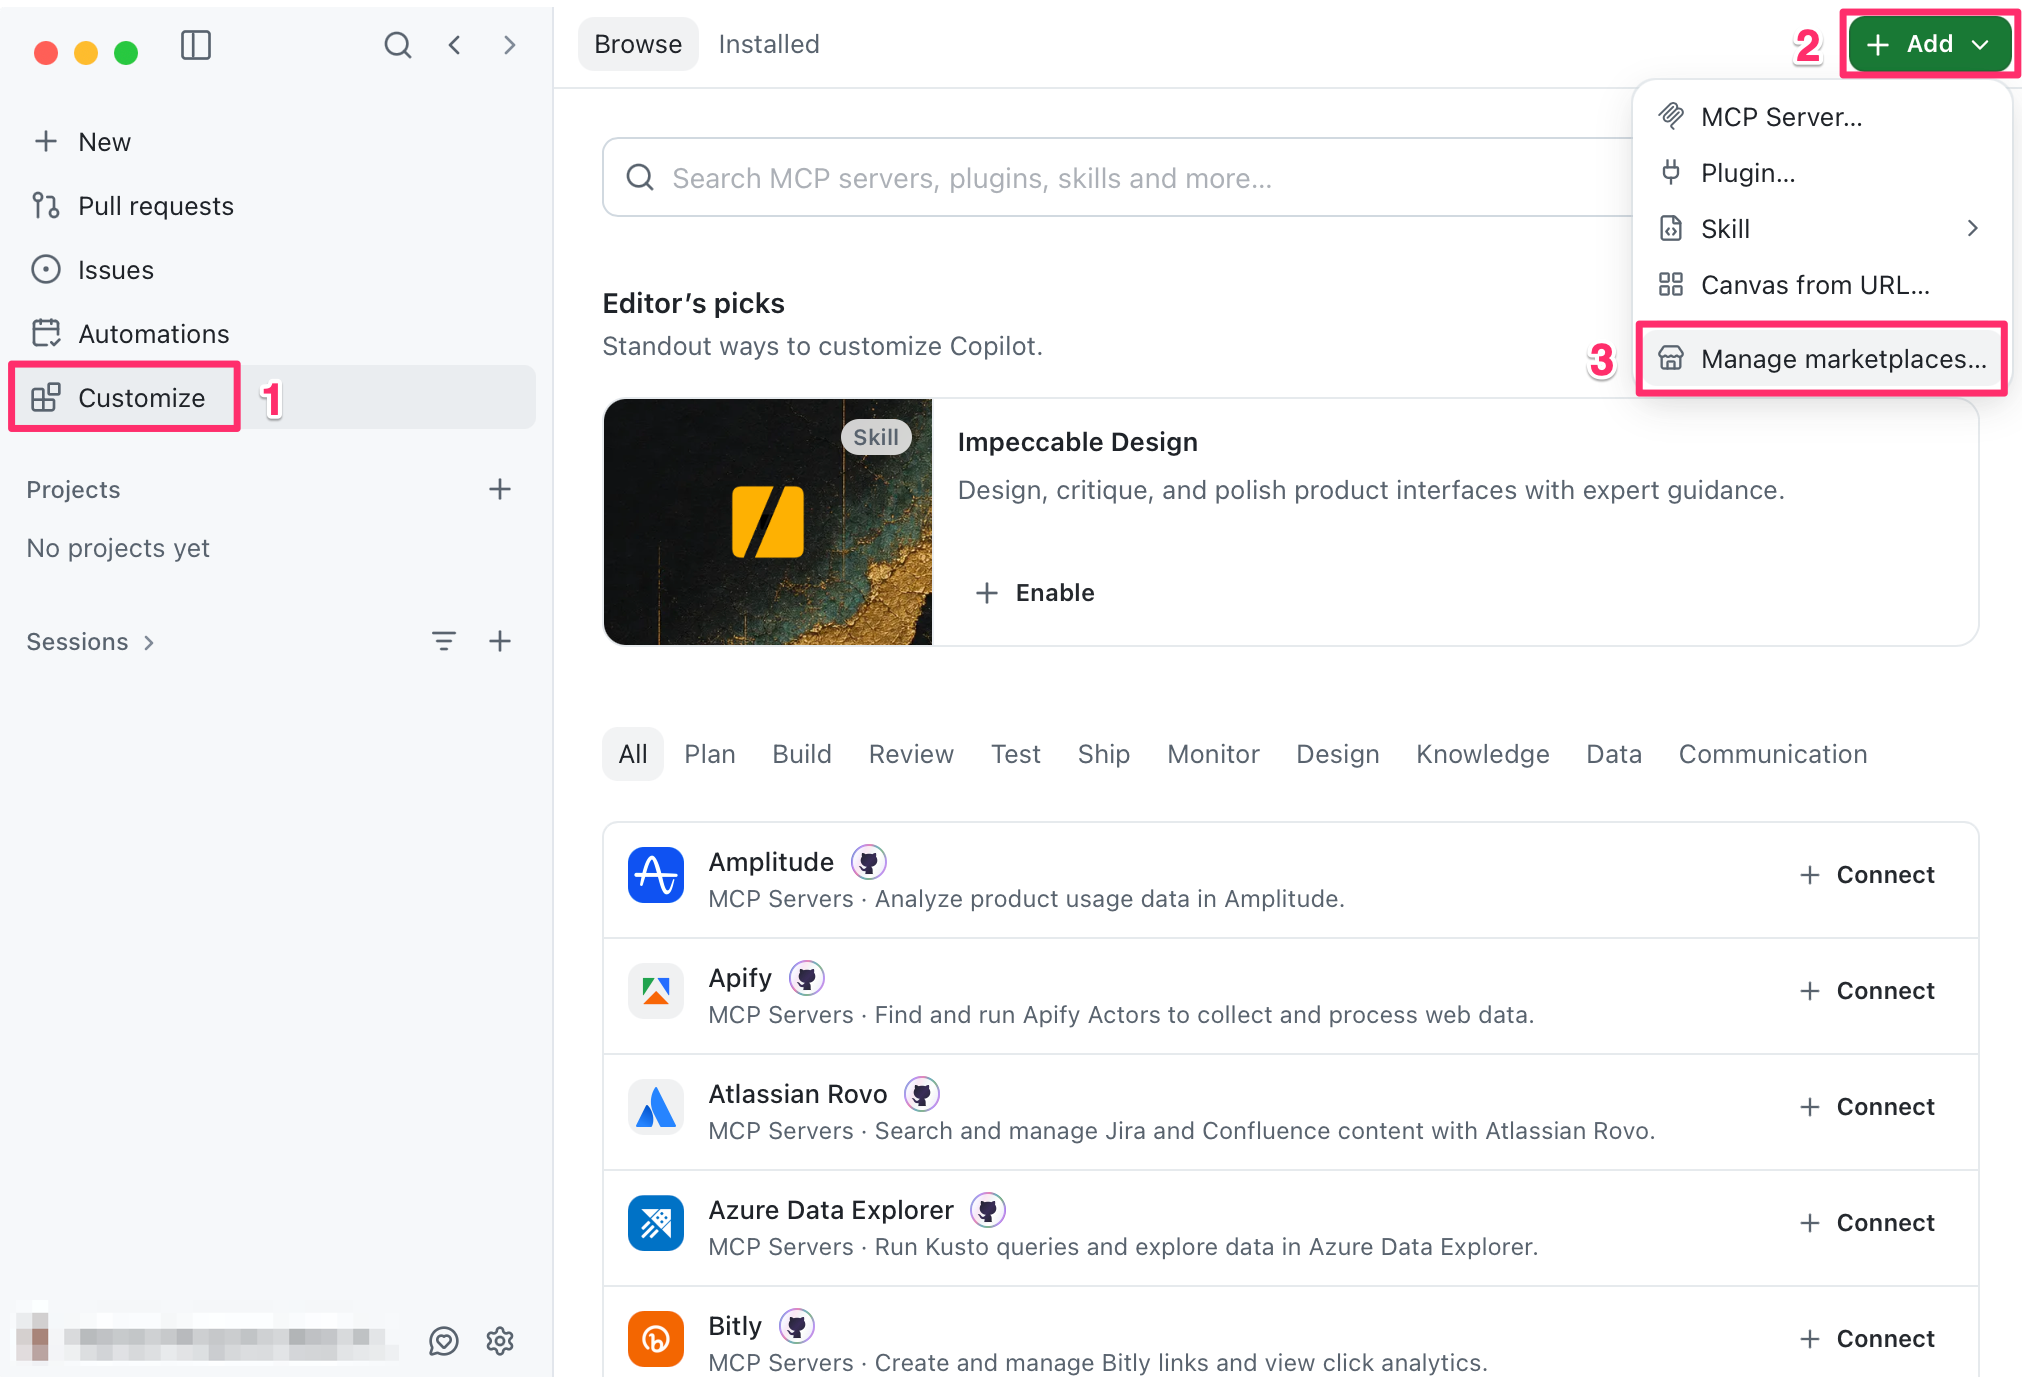 Browse
Installed
2
Add
New
Pull requests
Issues
Automations
Customize
1
Projects
No projects yet
Sessions
Search MCP servers, plugins, skills and more...
MCP Server...
Plugin...
Skill
Canvas from URL...
3
Manage marketplaces...
Editor's picks
Standout ways to customize Copilot.
Skill
Impeccable Design
Design, critique, and polish product interfaces with expert guidance.
Enable
All
Plan
Build
Review
Test
Ship
Monitor
Design
Knowledge
Data
Communication
Amplitude
MCP Servers · Analyze product usage data in Amplitude.
Connect
Apify
MCP Servers · Find and run Apify Actors to collect and process web data.
Connect
Atlassian Rovo
MCP Servers · Search and manage Jira and Confluence content with Atlassian Rovo.
Connect
Azure Data Explorer
MCP Servers · Run Kusto queries and explore data in Azure Data Explorer.
Connect
Bitly
MCP Servers · Create and manage Bitly links and view click analytics.
Connect